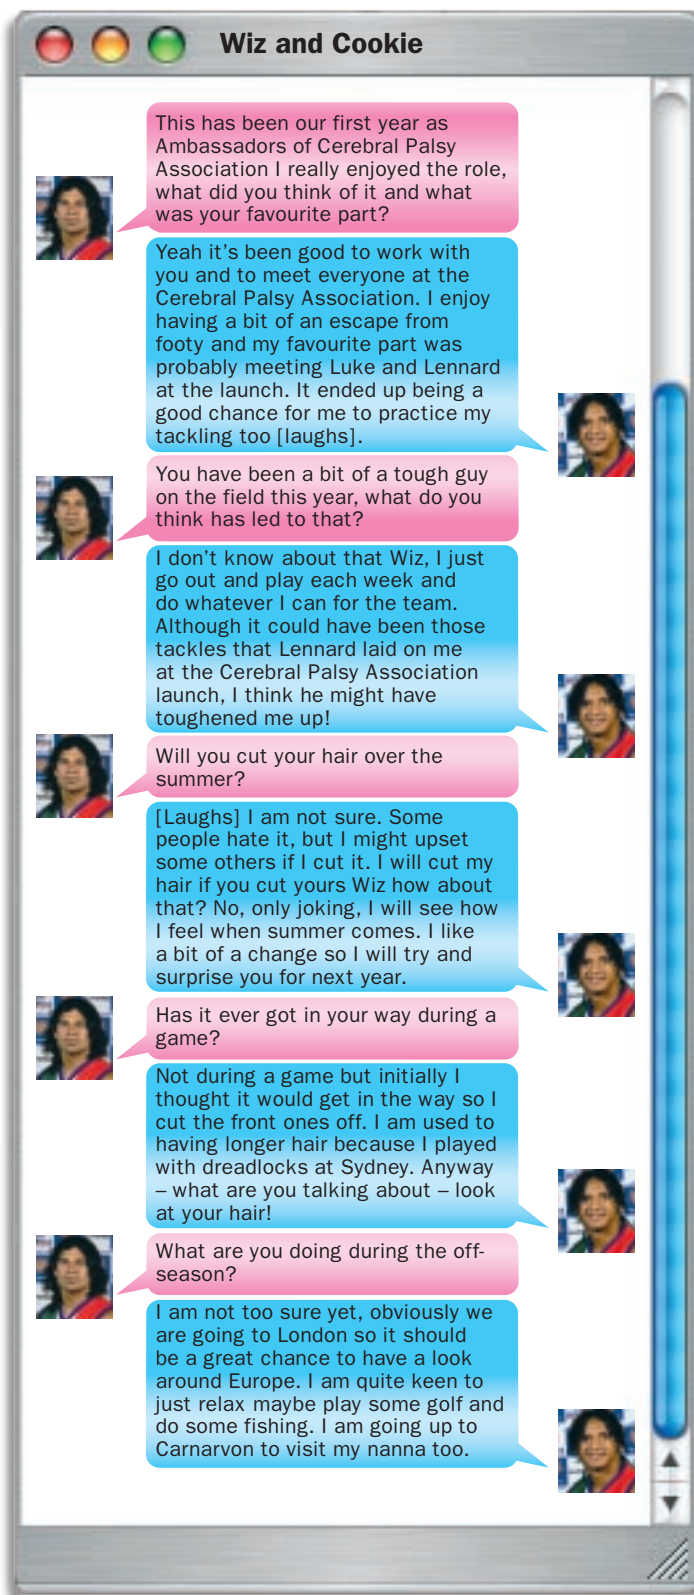 Wiz and Cookie
This has been our first year as
Ambassadors of Cerebral Palsy
Association I really enjoyed the role,
what did you think of it and what
was your favourite part?
Yeah it's been good to work with
you and to meet everyone at the
Cerebral Palsy Association. I enjoy
having a bit of an escape from
footy and my favourite part was
probably meeting Luke and Lennard
at the launch. It ended up being a
good chance for me to practice my
tackling too [laughs].
You have been a bit of a tough guy
on the field this year, what do you
think has led to that?
I don't know about that Wiz, I just
go out and play each week and
do whatever I can for the team.
Although it could have been those
tackles that Lennard laid on me
at the Cerebral Palsy Association
launch, I think he might have
toughened me up!
Will you cut your hair over the
summer?
[Laughs] I am not sure. Some
people hate it, but I might upset
some others if I cut it. I will cut my
hair if you cut yours Wiz how about
that? No, only joking, I will see how
I feel when summer comes. I like
a bit of a change so I will try and
surprise you for next year.
Has it ever got in your way during a
game?
Not during a game but initially I
thought it would get in the way so I
cut the front ones off. I am used to
having longer hair because I played
with dreadlocks at Sydney. Anyway
– what are you talking about – look
at your hair!
What are you doing during the off-
season?
I am not too sure yet, obviously we
are going to London so it should
be a great chance to have a look
around Europe. I am quite keen to
just relax maybe play some golf and
do some fishing. I am going up to
Carnarvon to visit my nanna too.